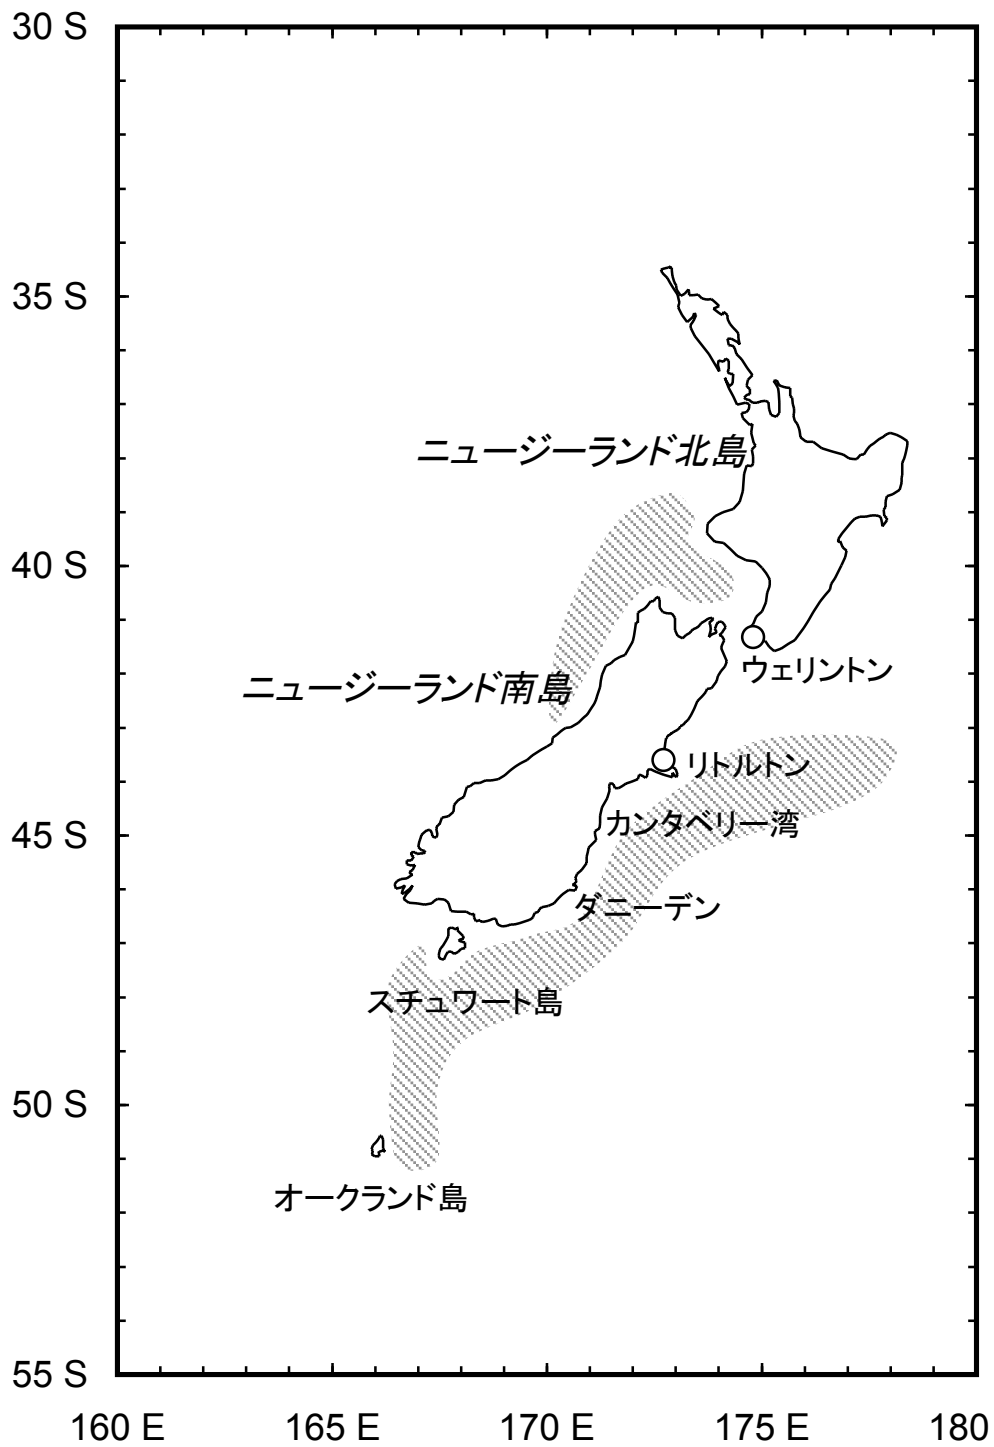 30 S
35 S
ニュージーランド北島
40 S
ウェリントン
ニュージーランド南島
リトルトン
カンタベリー湾
45 S
ダニーデン
スチュワート島
50 S
オークランド島
55 S
160 E
165 E
170 E
175 E
180